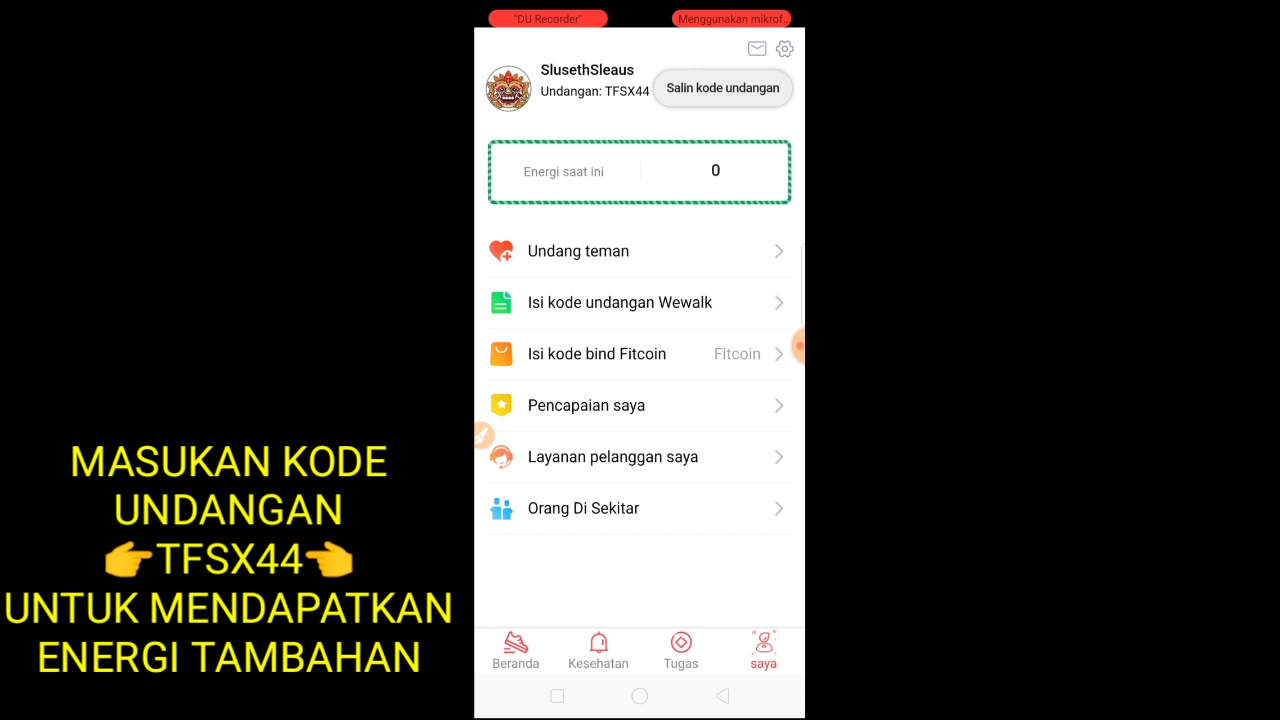 "DU Recorder"
Menggunakan mikrof...
SlusethSleaus
Undangan: TFSX44
Salin kode undangan
Energi saat ini
0
Undang teman
Isi kode undangan Wewalk
Isi kode bind Fitcoin
Fitcoin
Pencapaian saya
Layanan pelanggan saya
Orang Di Sekitar
Beranda
Kesehatan
Tugas
saya
MASUKAN KODE
UNDANGAN
👉TFSX44👈
UNTUK MENDAPATKAN
ENERGI TAMBAHAN